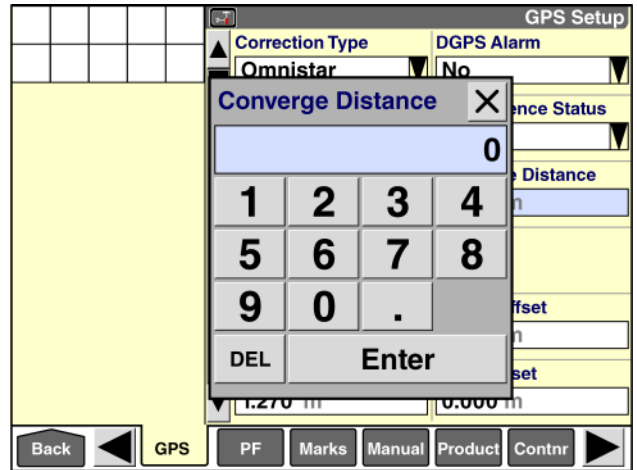 GPS Setup
Correction Type
DGPS Alarm
Omnistar
No
Converge Distance
ence Status
0
Distance
m
1 2 3 4
5 6 7 8
9 0 .
ffset
m
DEL Enter
set
1.270 m
0.000 m
Back GPS PF Marks Manual Product Contnr